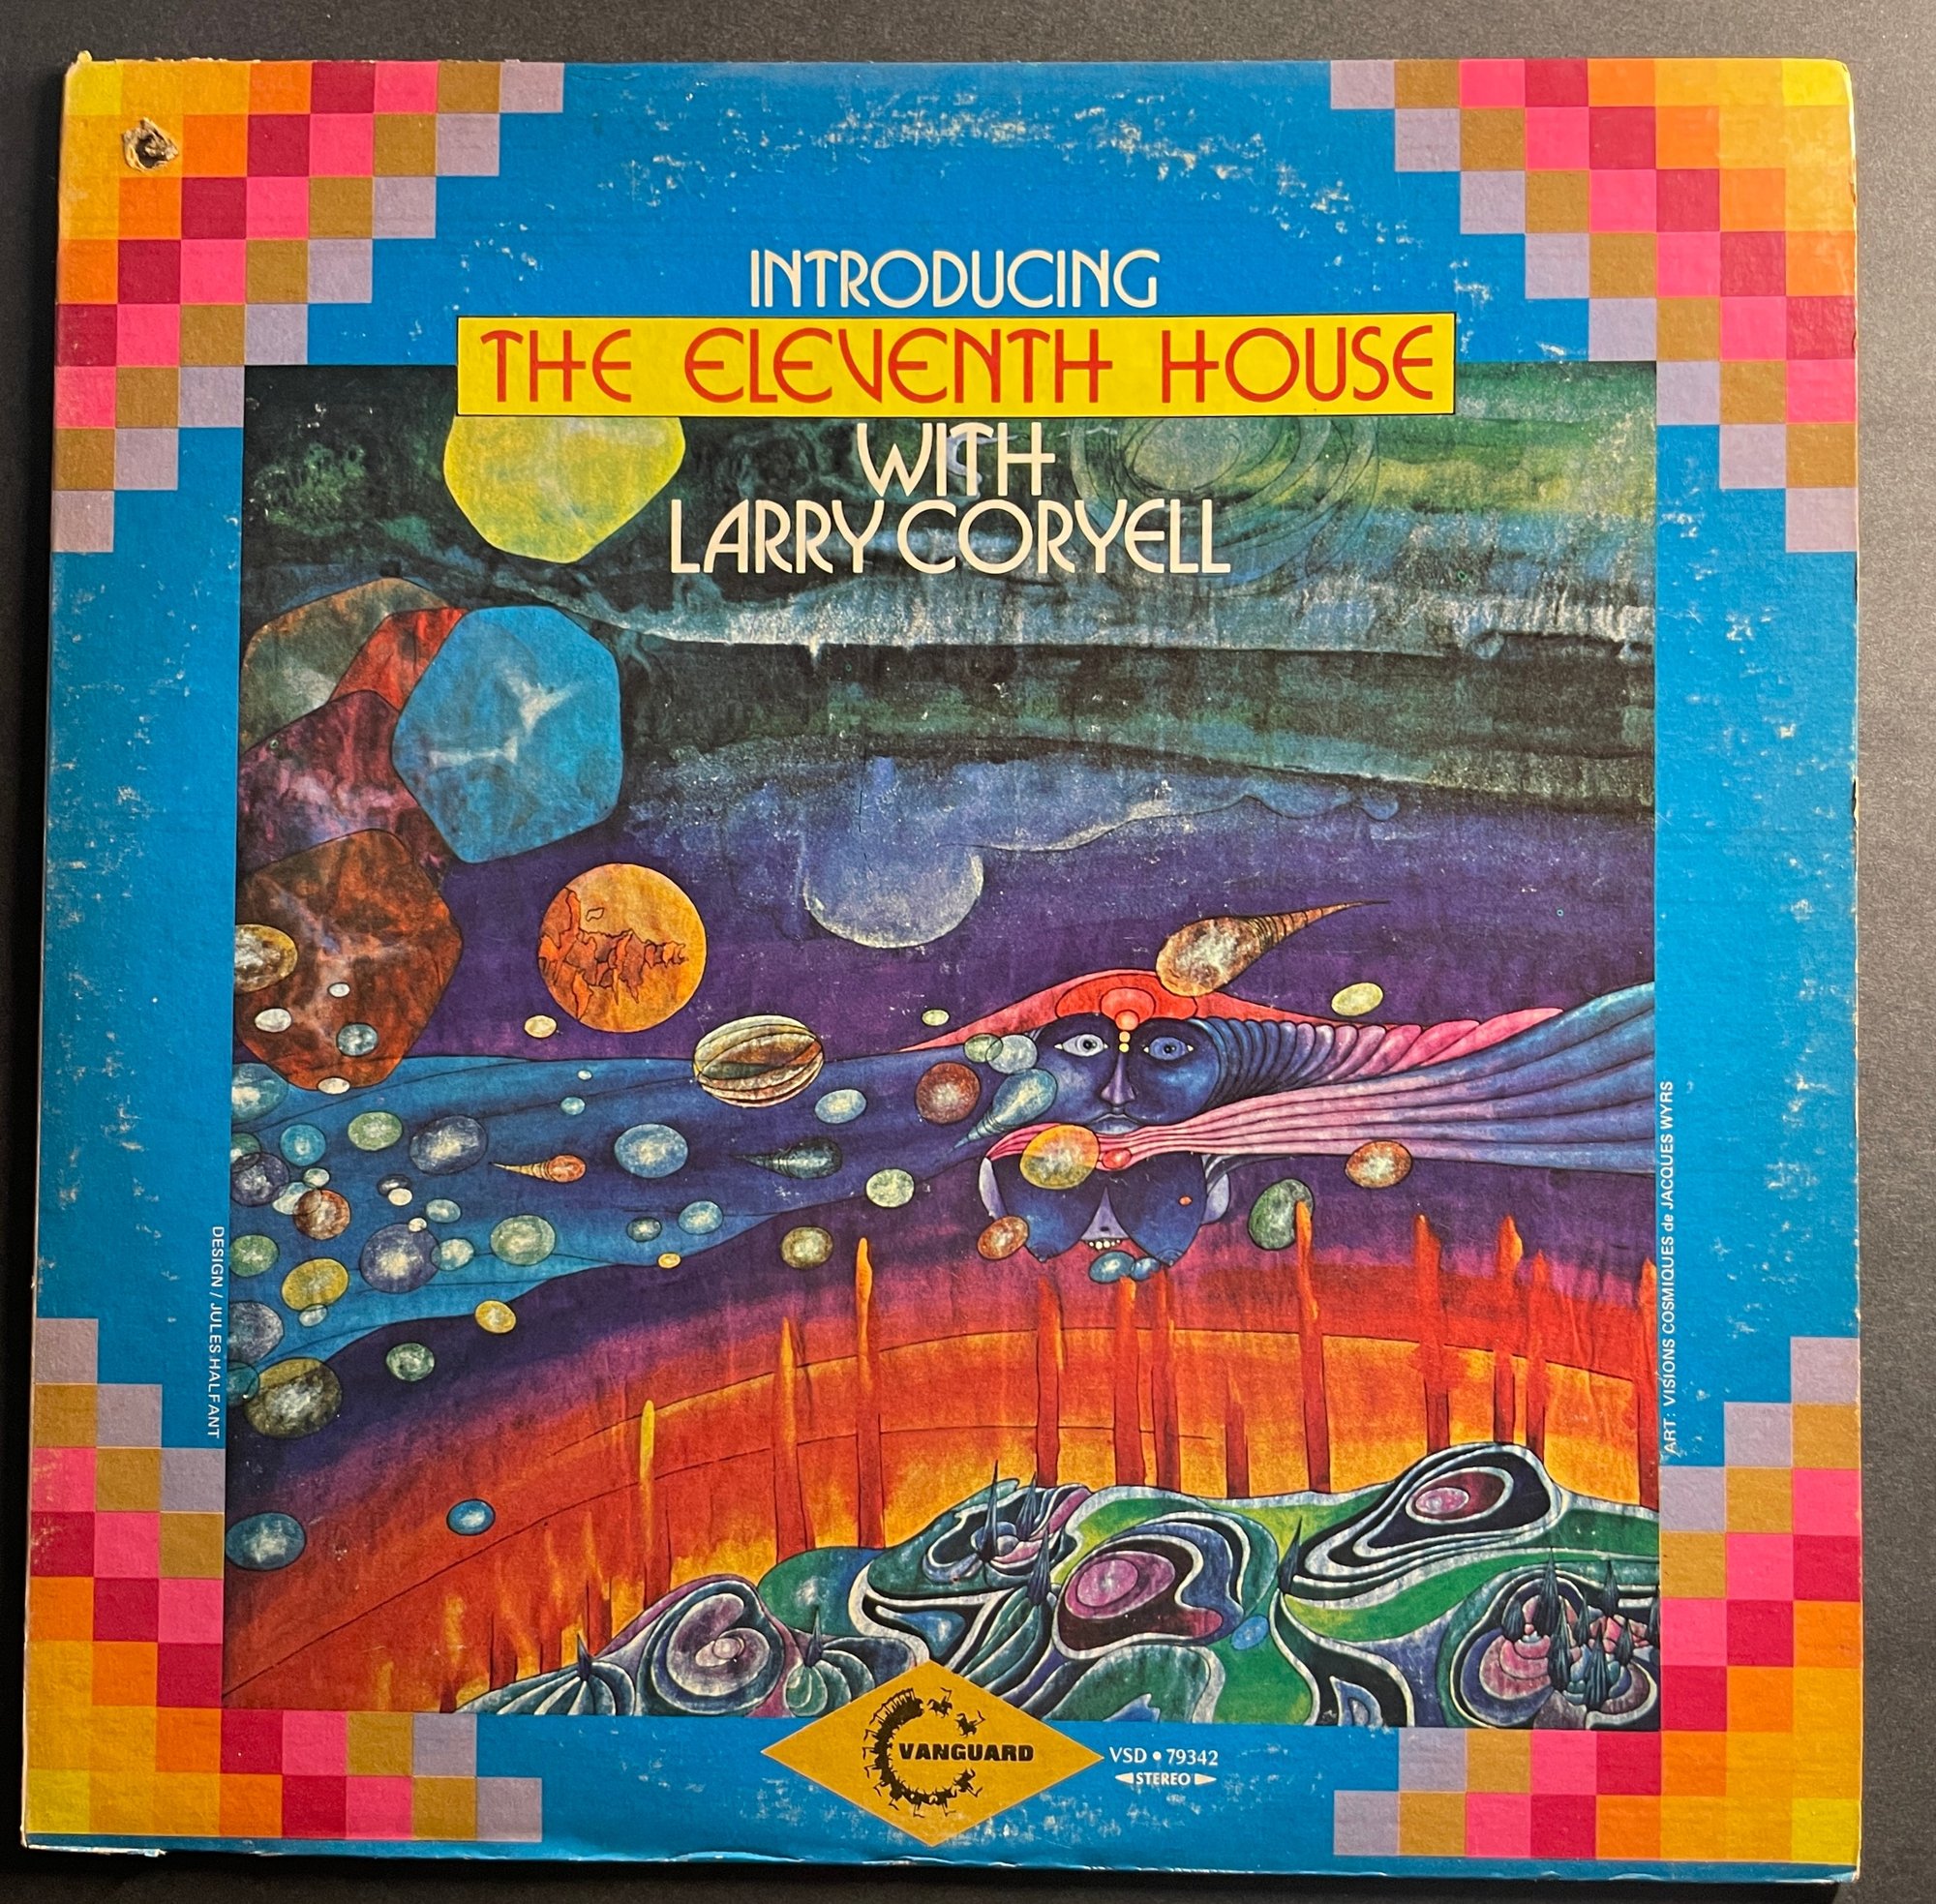 INTRODUCING
THE ELEVENTH HOUSE
WITH
LARRY CORYELL
DESIGN / JULES HALFANT
ART: VISIONS COSMIQUES de JACQUES WYRS
VANGUARD
VSD • 79342
STEREO